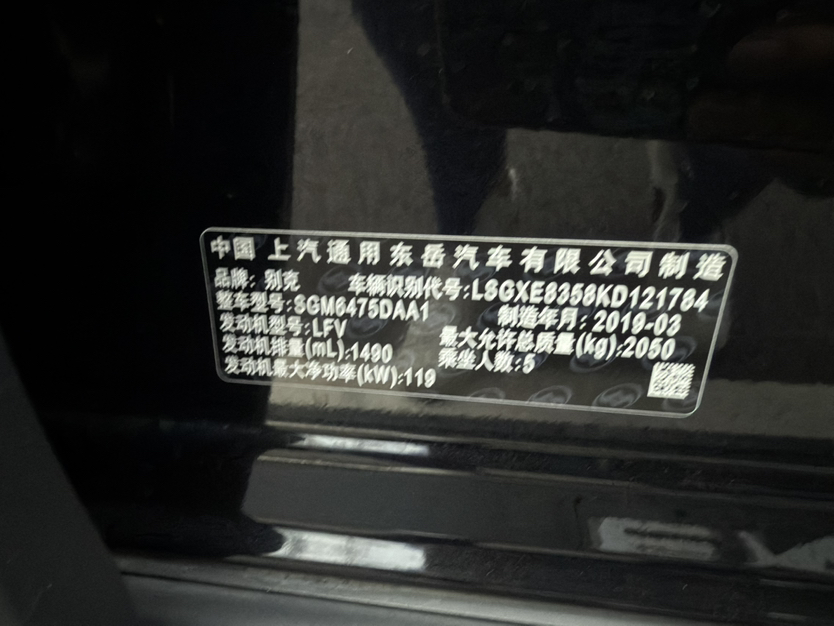 中国 上汽通用东岳汽车有限公司制造
品牌: 别克 车辆识别代号:LSGXE8358KD121784
整车型号:SGM6475DAA1 制造年月: 2019-03
发动机型号:LFV 最大允许总质量(kg):2050
发动机排量(mL):1490 乘坐人数:5
发动机最大净功率(kW):119